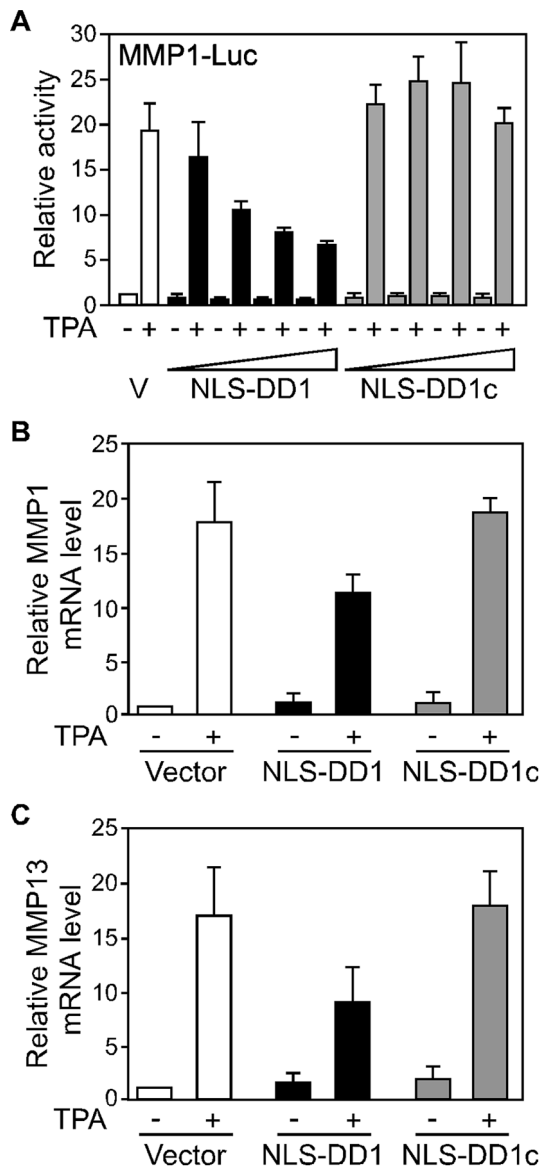 A
MMP1-Luc
Relative activity
30
25
20
15
10
5
0
TPA - + - + - + - + - + - + - + - + - +
V NLS-DD1 NLS-DD1c
B
Relative MMP1
mRNA level
25
20
15
10
5
0
TPA - + - + - +
Vector NLS-DD1 NLS-DD1c
C
Relative MMP13
mRNA level
25
20
15
10
5
0
TPA - + - + - +
Vector NLS-DD1 NLS-DD1c